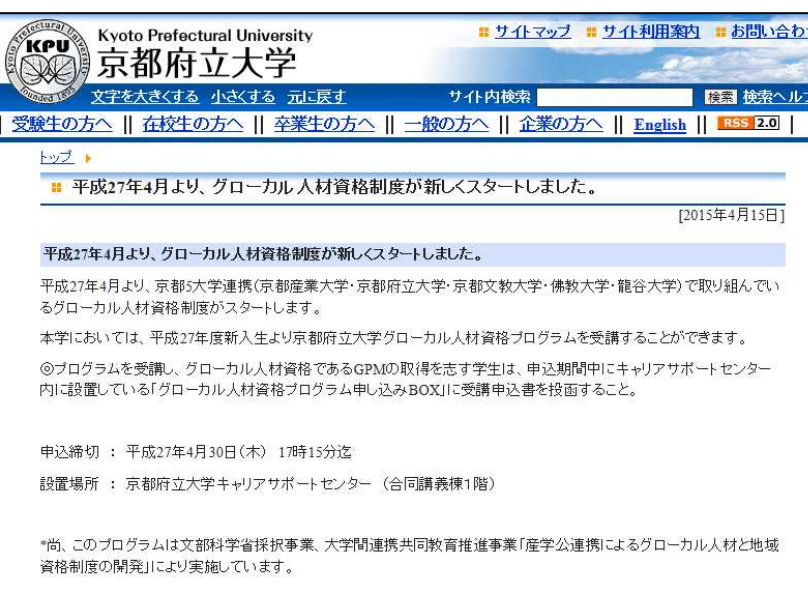 Kyoto Prefectural University
KPU
京都府立大学
サイトマップ サイト利用案内 お問い合わ
文字を大きくする 小さくする 元に戻す サイト内検索 検索 検索ヘルプ
受験生の方へ || 在校生の方へ || 卒業生の方へ || 一般の方へ || 企業の方へ || English || RSS 2.0 |
トップ
平成27年4月より、グローカル人材資格制度が新しくスタートしました。
[2015年4月15日]
平成27年4月より、グローカル人材資格制度が新しくスタートしました。
平成27年4月より、京都5大学連携(京都産業大学・京都府立大学・京都文教大学・佛教大学・龍谷大学)で取り組んでい
るグローカル人材資格制度がスタートします。
本学においては、平成27年度新入生より京都府立大学グローカル人材資格プログラムを受講することができます。
◎プログラムを受講し、グローカル人材資格であるGPMの取得を志す学生は、申込期間中にキャリアサポートセンター
内に設置している「グローカル人材資格プログラム申し込みBOX」に受講申込書を投函すること。
申込締切 : 平成27年4月30日(木) 17時15分迄
設置場所 : 京都府立大学キャリアサポートセンター (合同講義棟1階)
*尚、このプログラムは文部科学省採択事業、大学間連携共同教育推進事業「産学公連携によるグローカル人材と地域
資格制度の開発」により実施しています。